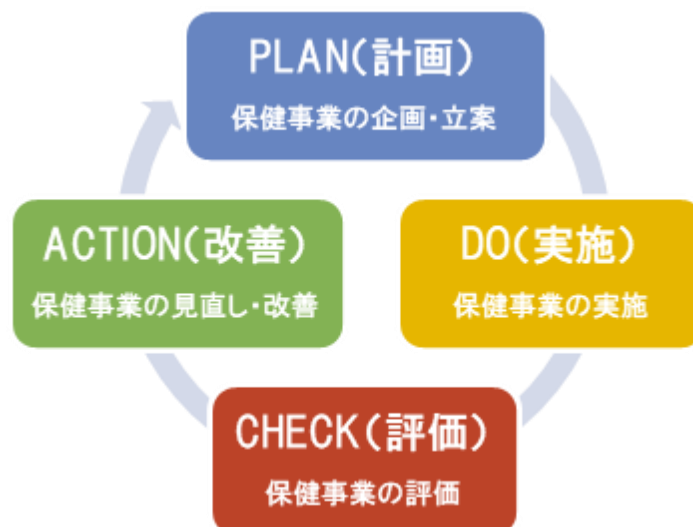 PLAN(計画)
保健事業の企画・立案
DO(実施)
保健事業の実施
CHECK(評価)
保健事業の評価
ACTION(改善)
保健事業の見直し・改善